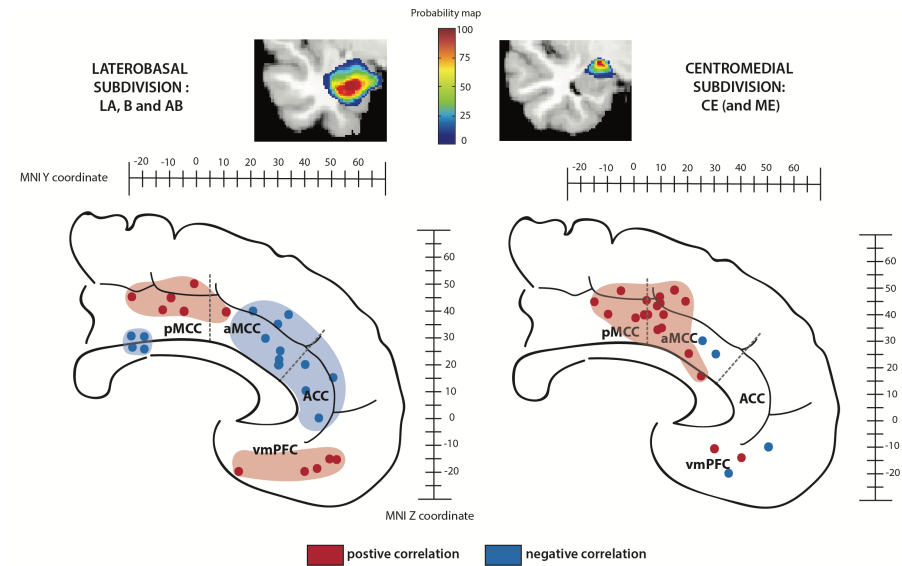 Probability map
100
75
50
25
0
LATEROBASAL
SUBDIVISION :
LA, B and AB
CENTROMEDIAL
SUBDIVISION:
CE (and ME)
MNI Y coordinate
-20 -10 0 10 20 30 40 50 60
-20 -10 0 10 20 30 40 50 60
60
50
40
30
20
10
0
-10
-20
pMCC
aMCC
ACC
vmPFC
MNI Z coordinate
pMCC
aMCC
ACC
vmPFC
60
50
40
30
20
10
0
-10
-20
postive correlation
negative correlation